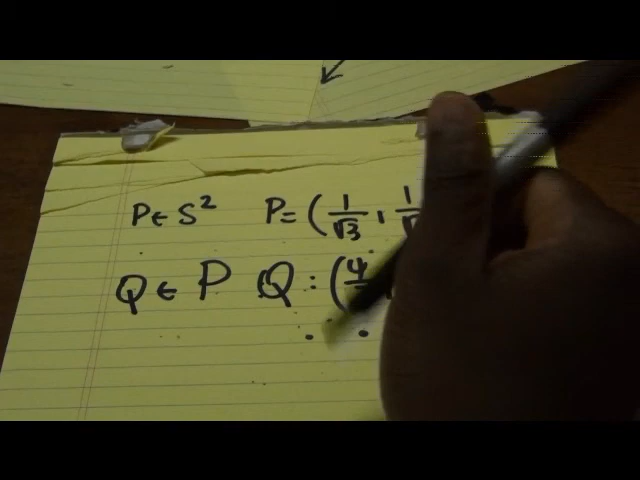 P ∈ S² P = (1/√3, 1/√
Q ∈ P Q : (4/